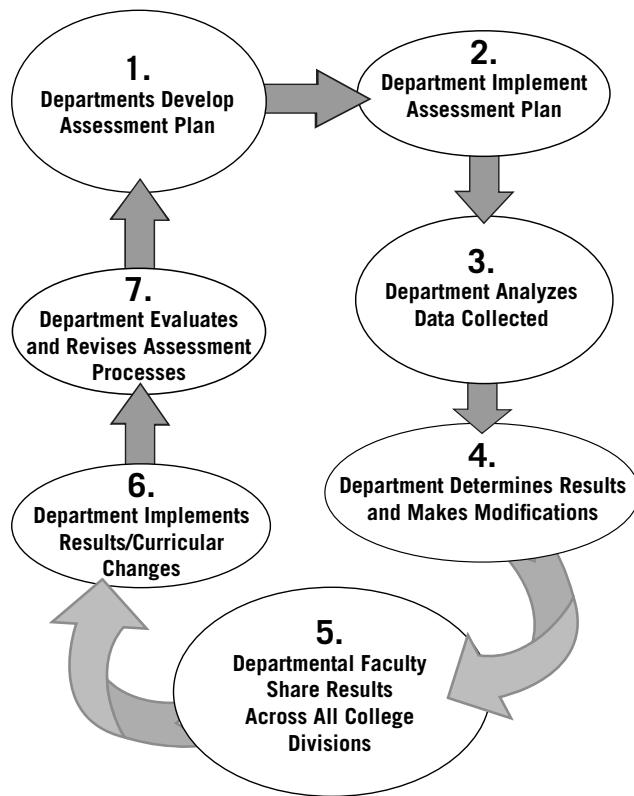 1.
Departments Develop
Assessment Plan
2.
Department Implement
Assessment Plan
3.
Department Analyzes
Data Collected
4.
Department Determines Results
and Makes Modifications
5.
Departmental Faculty
Share Results
Across All College
Divisions
6.
Department Implements
Results/Curricular
Changes
7.
Department Evaluates
and Revises Assessment
Processes